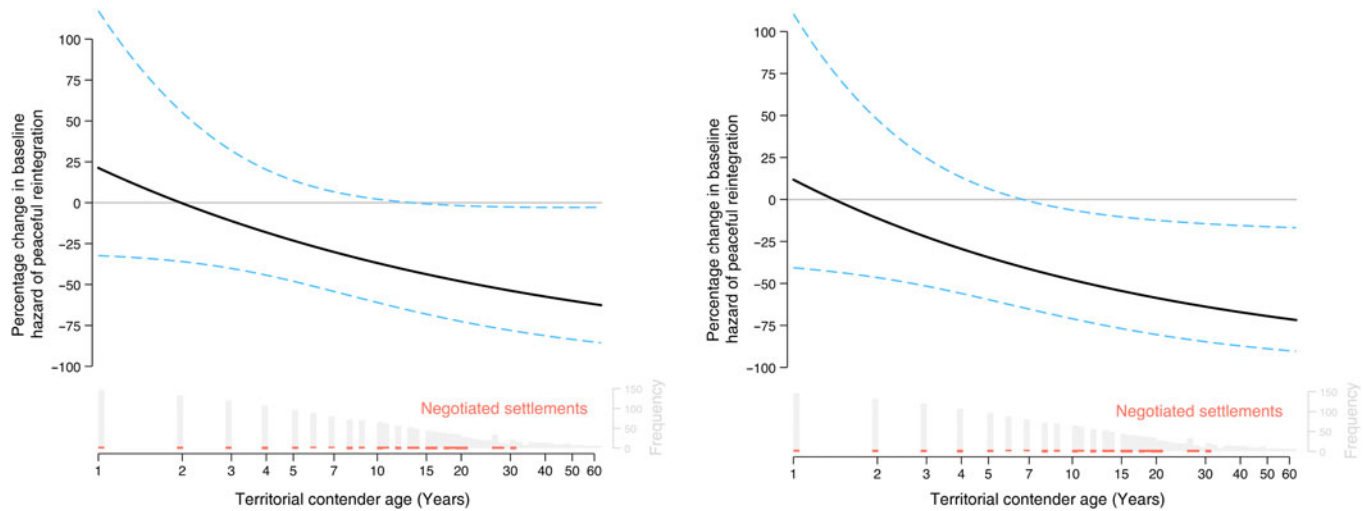 100
75
50
25
0
−25
−50
−75
−100
Percentage change in baseline
hazard of peaceful reintegration
Negotiated settlements
150
100
50
0
Frequency
1 2 3 4 5 7 10 15 20 30 40 50 60
Territorial contender age (Years)
100
75
50
25
0
−25
−50
−75
−100
Percentage change in baseline
hazard of peaceful reintegration
Negotiated settlements
150
100
50
0
Frequency
1 2 3 4 5 7 10 15 20 30 40 50 60
Territorial contender age (Years)